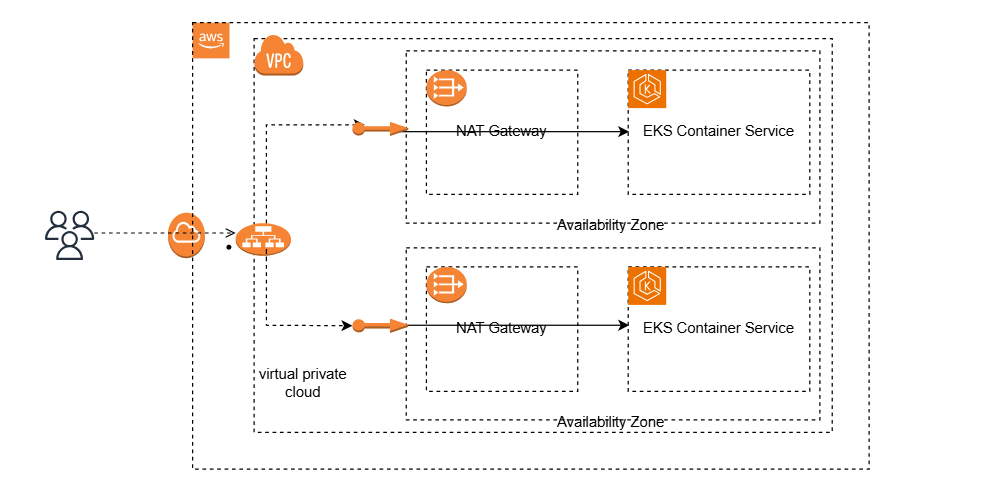 aws
VPC
NAT Gateway
EKS Container Service
Availability Zone
NAT Gateway
EKS Container Service
virtual private
cloud
Availability Zone